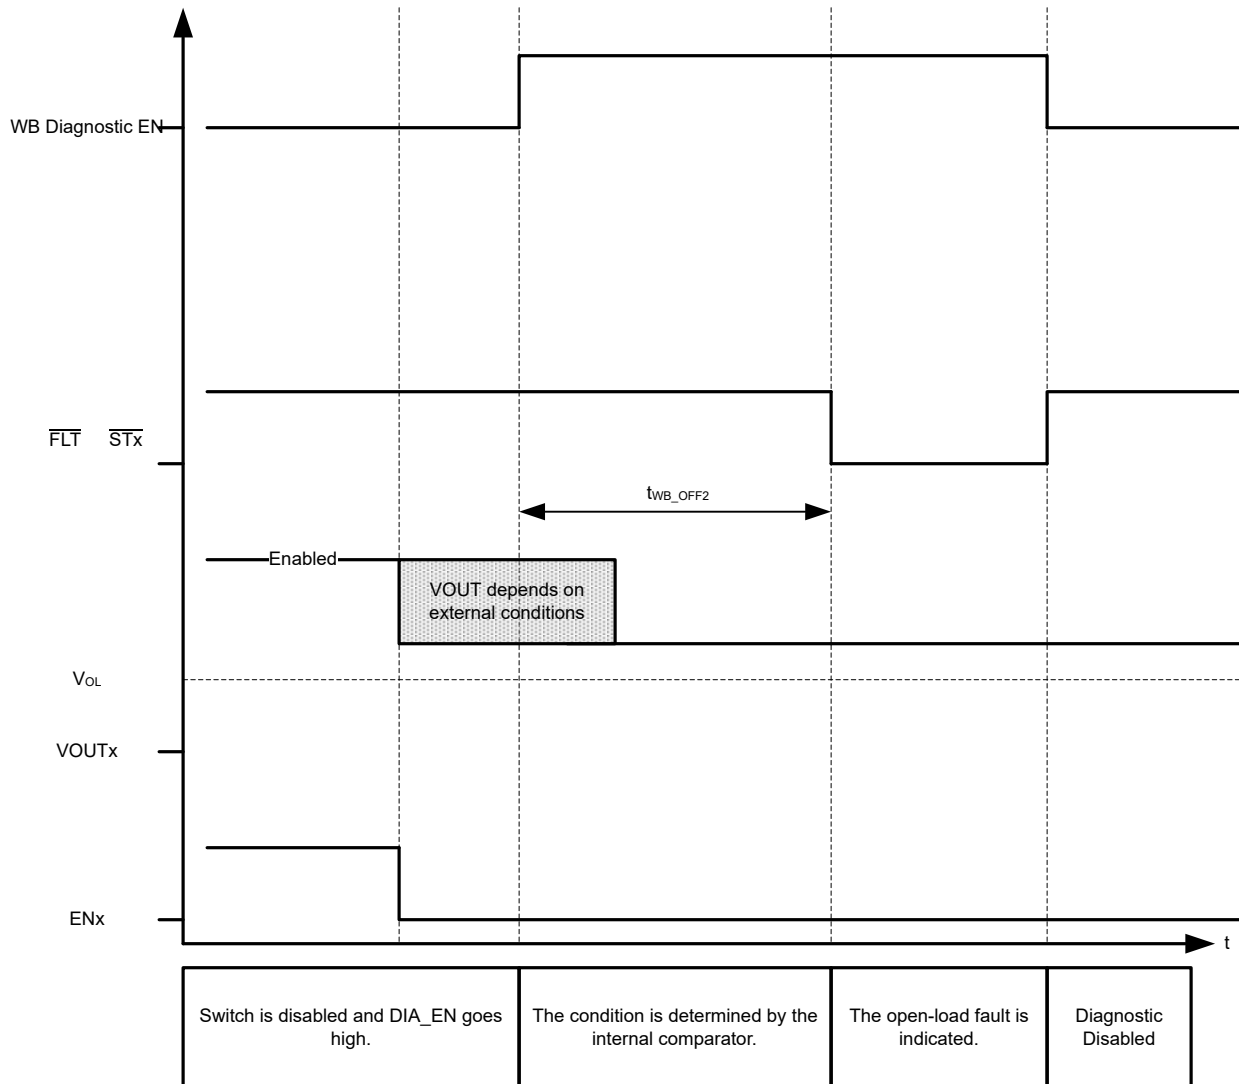 WB Diagnostic EN
FLT STx
tWB_OFF2
Enabled
VOUT depends on
external conditions
VOL
VOUTx
ENx
t
Switch is disabled and DIA_EN goes
high.
The condition is determined by the
internal comparator.
The open-load fault is
indicated.
Diagnostic
Disabled